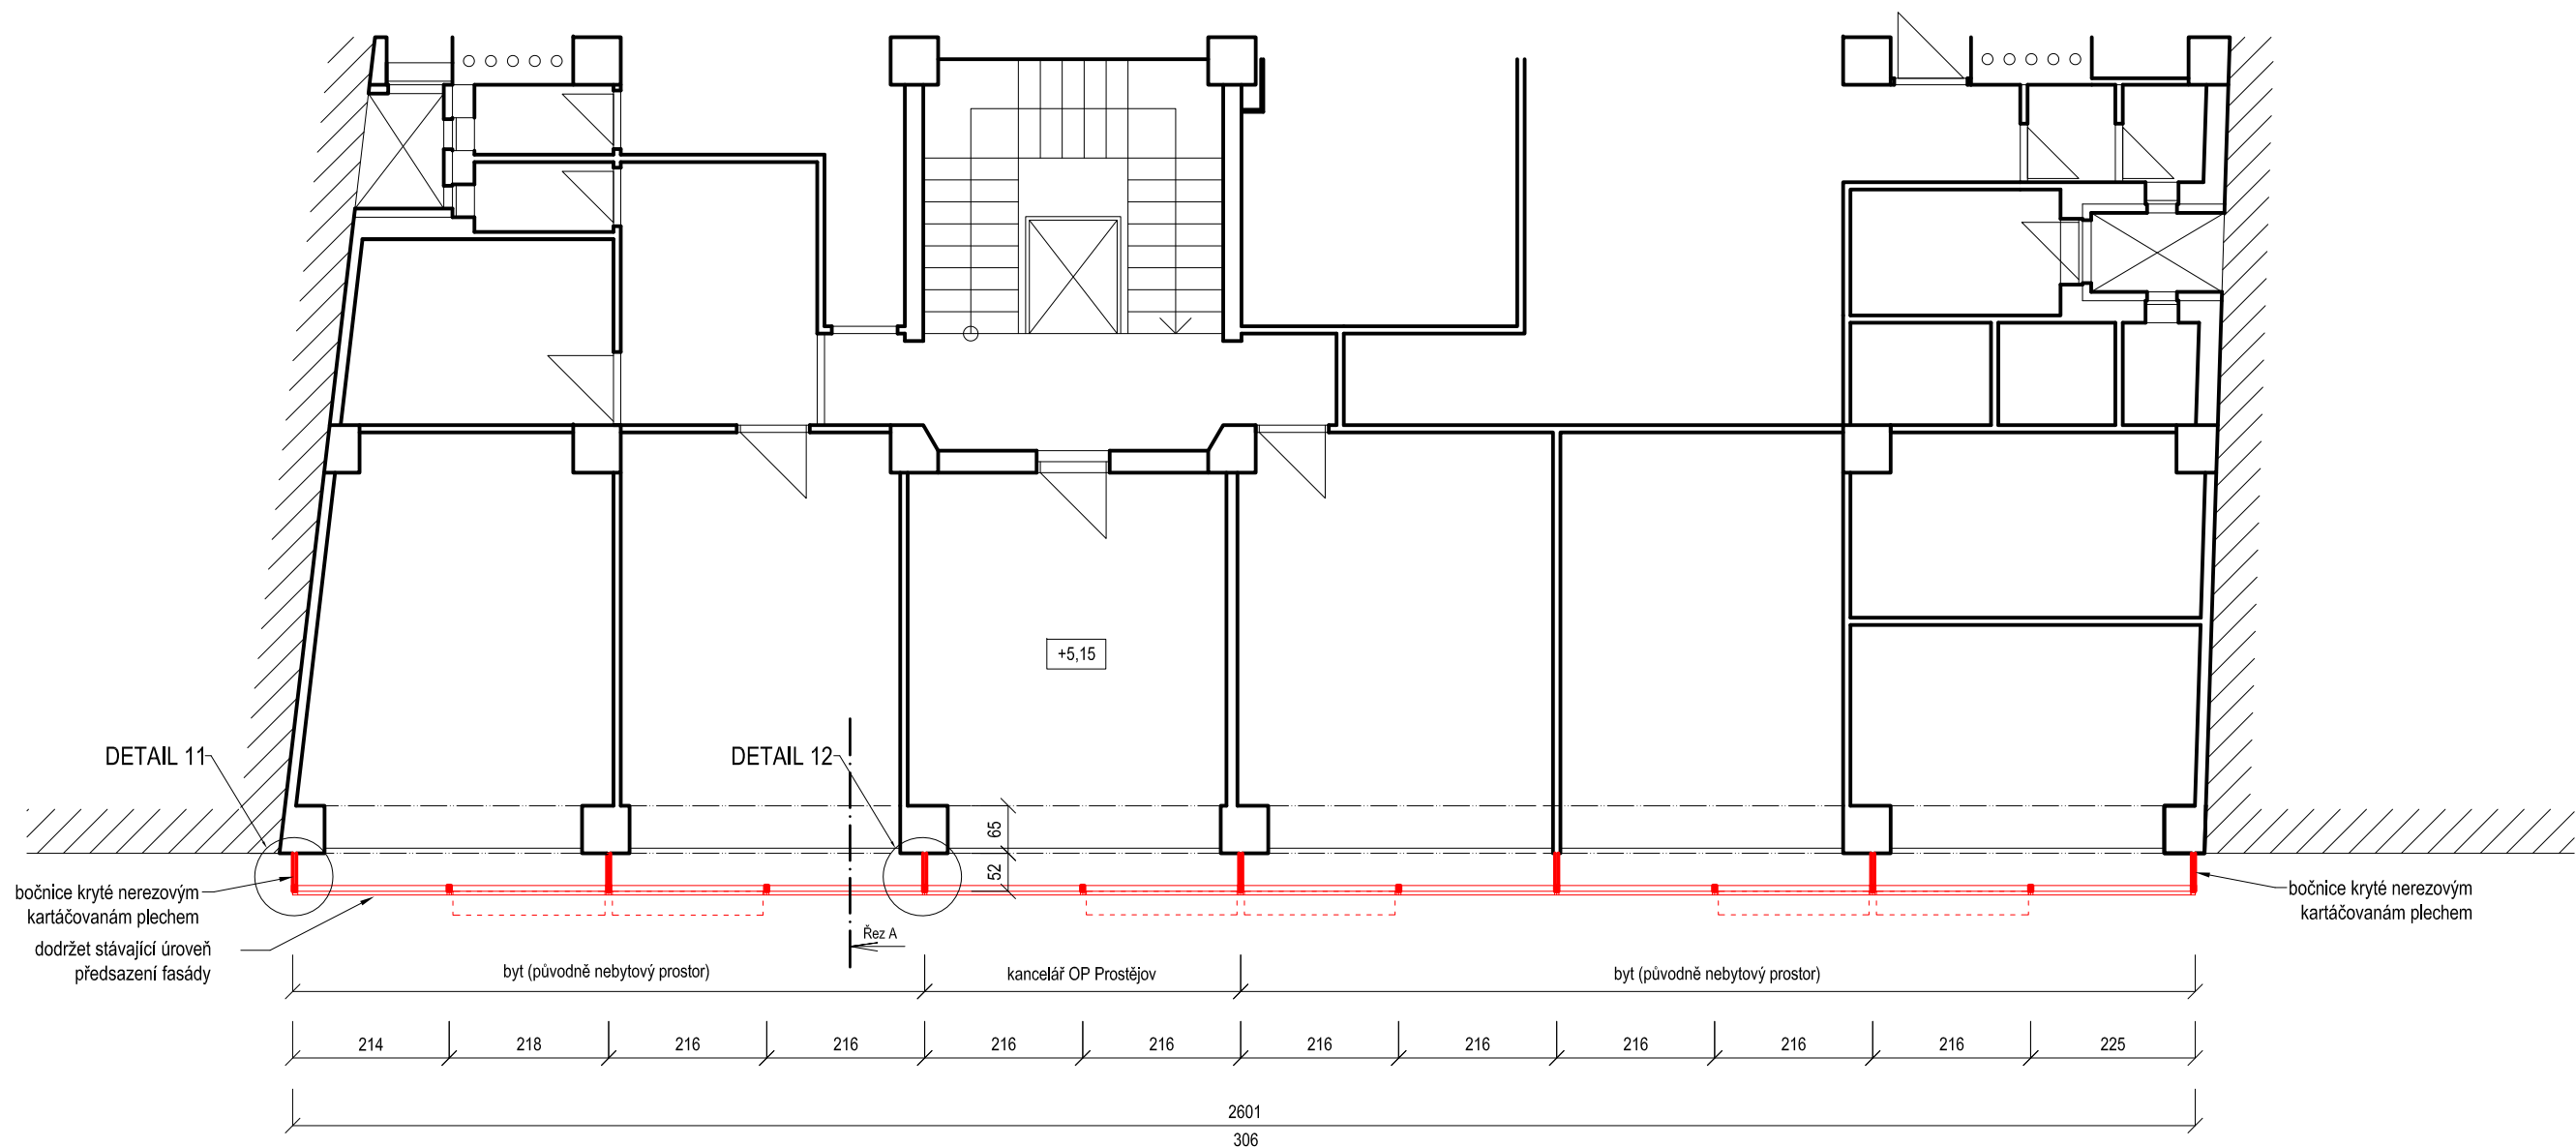 +5,15
DETAIL 11
DETAIL 12
65
52
bočnice kryté nerezovým
kartáčovanám plechem
bočnice kryté nerezovým
kartáčovanám plechem
dodržet stávající úroveň
předsazení fasády
Řez A
byt (původně nebytový prostor)
kancelář OP Prostějov
byt (původně nebytový prostor)
214 218 216 216 216 216 216 216 216 216 216 225
2601
306